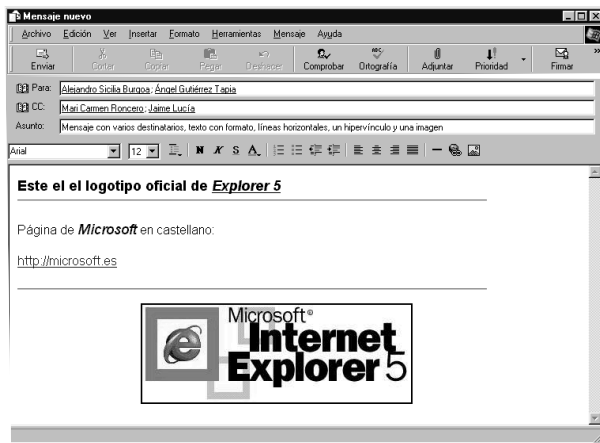 Mensaje nuevo
Archivo Edición Ver Insertar Formato Herramientas Mensaje Ayuda
Enviar Cortar Copiar Pegar Deshacer Comprobar Ortografía Adjuntar Prioridad Firmar
Para: Alejandro Sicilia Burgoa; Ángel Gutiérrez Tapia
CC: Mari Carmen Roncero; Jaime Lucía
Asunto: Mensaje con varios destinatarios, texto con formato, líneas horizontales, un hipervínculo y una imagen
Arial 12 N K S A
Este el el logotipo oficial de Explorer 5
Página de Microsoft en castellano:
http://microsoft.es
Microsoft®
Internet
Explorer 5